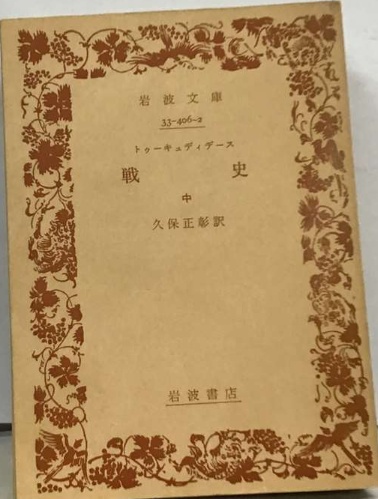 岩波文庫
33-406-2
トゥーキュディデース
戦史
中
久保正彰訳
岩波書店